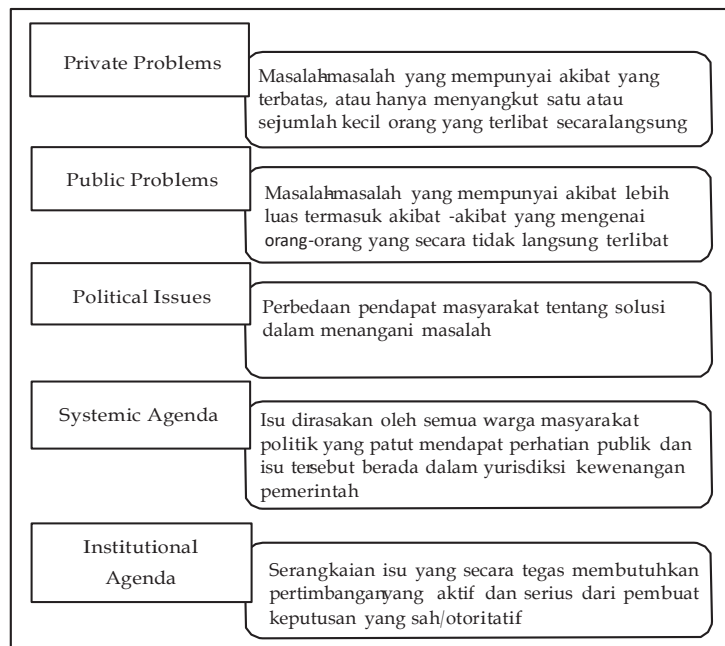 Private Problems
Masalah-masalah yang mempunyai akibat yang
terbatas, atau hanya menyangkut satu atau
sejumlah kecil orang yang terlibat secaralangsung
Public Problems
Masalah-masalah yang mempunyai akibat lebih
luas termasuk akibat -akibat yang mengenai
orang-orang yang secara tidak langsung terlibat
Political Issues
Perbedaan pendapat masyarakat tentang solusi
dalam menangani masalah
Systemic Agenda
Isu dirasakan oleh semua warga masyarakat
politik yang patut mendapat perhatian publik dan
isu tersebut berada dalam yurisdiksi kewenangan
pemerintah
Institutional
Agenda
Serangkaian isu yang secara tegas membutuhkan
pertimbanganyang aktif dan serius dari pembuat
keputusan yang sah/otoritatif